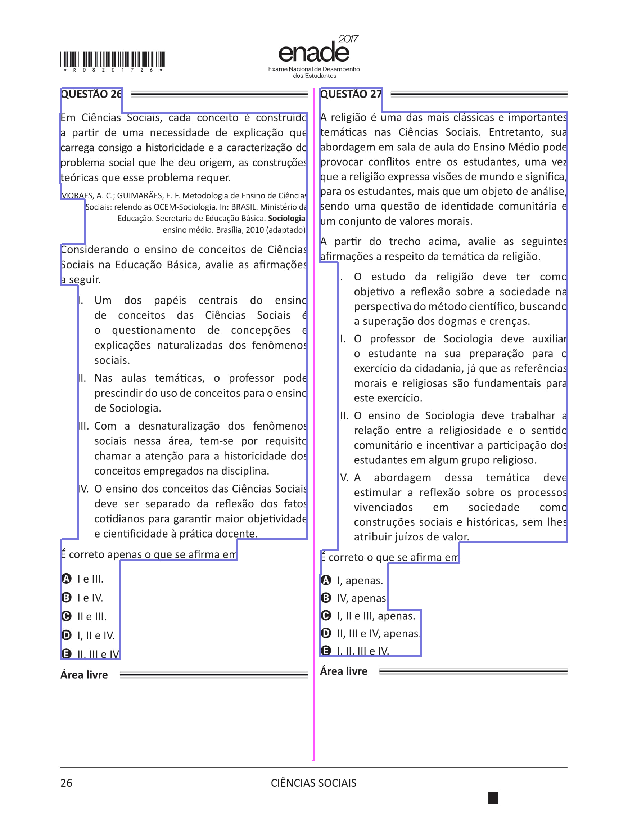 *R0820172 6*
enade 2017
Exame Nacional de Desempenho
dos Estudantes
QUESTÃO 26
Em Ciências Sociais, cada conceito é construído
a partir de uma necessidade de explicação que
carrega consigo a historicidade e a caracterização do
problema social que lhe deu origem, as construções
teóricas que esse problema requer.
MORAES, A. C.; GUIMARÃES, E. F. Metodologia de Ensino de Ciências
Sociais: relendo as OCEM-Sociologia. In: BRASIL. Ministério da
Educação. Secretaria de Educação Básica. Sociologia:
ensino médio. Brasília, 2010 (adaptado).
Considerando o ensino de conceitos de Ciências
Sociais na Educação Básica, avalie as afirmações
a seguir.
I. Um dos papéis centrais do ensino
de conceitos das Ciências Sociais é
o questionamento de concepções e
explicações naturalizadas dos fenômenos
sociais.
II. Nas aulas temáticas, o professor pode
prescindir do uso de conceitos para o ensino
de Sociologia.
III. Com a desnaturalização dos fenômenos
sociais nessa área, tem-se por requisito
chamar a atenção para a historicidade dos
conceitos empregados na disciplina.
IV. O ensino dos conceitos das Ciências Sociais
deve ser separado da reflexão dos fatos
cotidianos para garantir maior objetividade
e cientificidade à prática docente.
É correto apenas o que se afirma em
A I e III.
B I e IV.
C II e III.
D I, II e IV.
E II, III e IV.
Área livre
QUESTÃO 27
A religião é uma das mais clássicas e importantes
temáticas nas Ciências Sociais. Entretanto, sua
abordagem em sala de aula do Ensino Médio pode
provocar conflitos entre os estudantes, uma vez
que a religião expressa visões de mundo e significa,
para os estudantes, mais que um objeto de análise,
sendo uma questão de identidade comunitária e
um conjunto de valores morais.
A partir do trecho acima, avalie as seguintes
afirmações a respeito da temática da religião.
I. O estudo da religião deve ter como
objetivo a reflexão sobre a sociedade na
perspectiva do método científico, buscando
a superação dos dogmas e crenças.
II. O professor de Sociologia deve auxiliar
o estudante na sua preparação para o
exercício da cidadania, já que as referências
morais e religiosas são fundamentais para
este exercício.
III. O ensino de Sociologia deve trabalhar a
relação entre a religiosidade e o sentido
comunitário e incentivar a participação dos
estudantes em algum grupo religioso.
IV. A abordagem dessa temática deve
estimular a reflexão sobre os processos
vivenciados em sociedade como
construções sociais e históricas, sem lhes
atribuir juízos de valor.
É correto o que se afirma em
A I, apenas.
B IV, apenas.
C I, II e III, apenas.
D II, III e IV, apenas.
E I, II, III e IV.
Área livre
26
CIÊNCIAS SOCIAIS